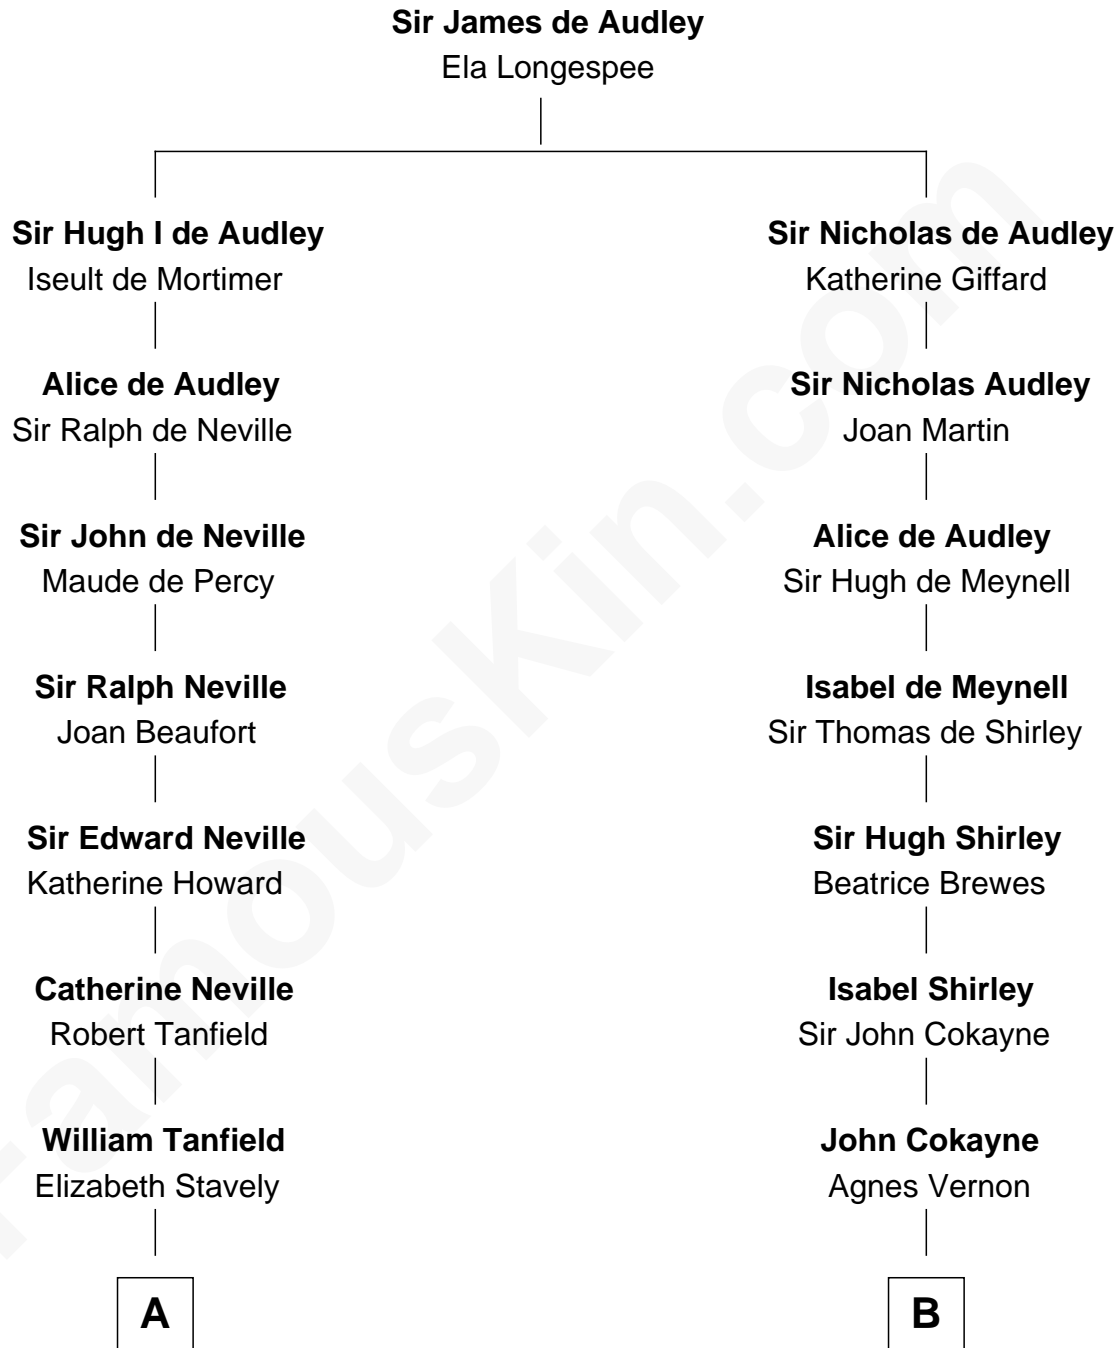 Sir James de Audley
Ela Longespee
Sir Hugh I de Audley
Iseult de Mortimer
Sir Nicholas de Audley
Katherine Giffard
Alice de Audley
Sir Ralph de Neville
Sir Nicholas Audley
Joan Martin
Sir John de Neville
Maude de Percy
Alice de Audley
Sir Hugh de Meynell
Sir Ralph Neville
Joan Beaufort
Isabel de Meynell
Sir Thomas de Shirley
Sir Edward Neville
Katherine Howard
Sir Hugh Shirley
Beatrice Brewes
Catherine Neville
Robert Tanfield
Isabel Shirley
Sir John Cokayne
William Tanfield
Elizabeth Stavely
John Cokayne
Agnes Vernon
A
B
FamousKin.com